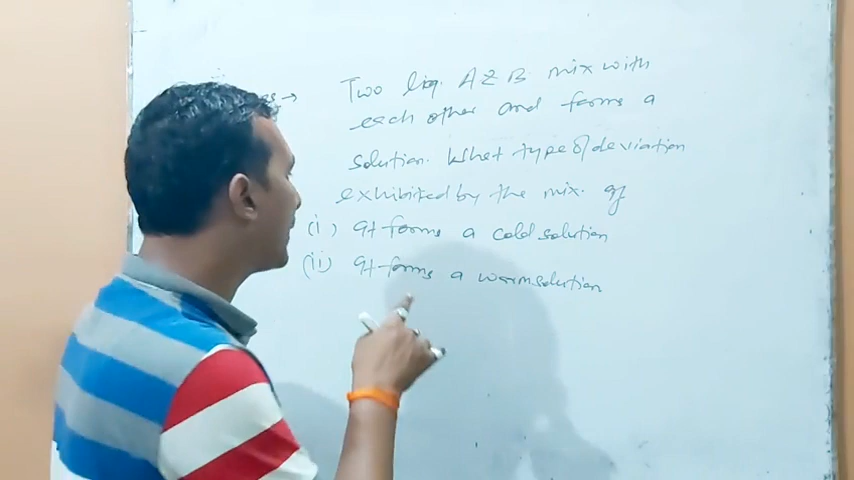 → Two liq. A & B mix with
each other and forms a
solution. What type of deviation
exhibited by the mix. if
(i) It forms a cold solution
(ii) It forms a warm solution